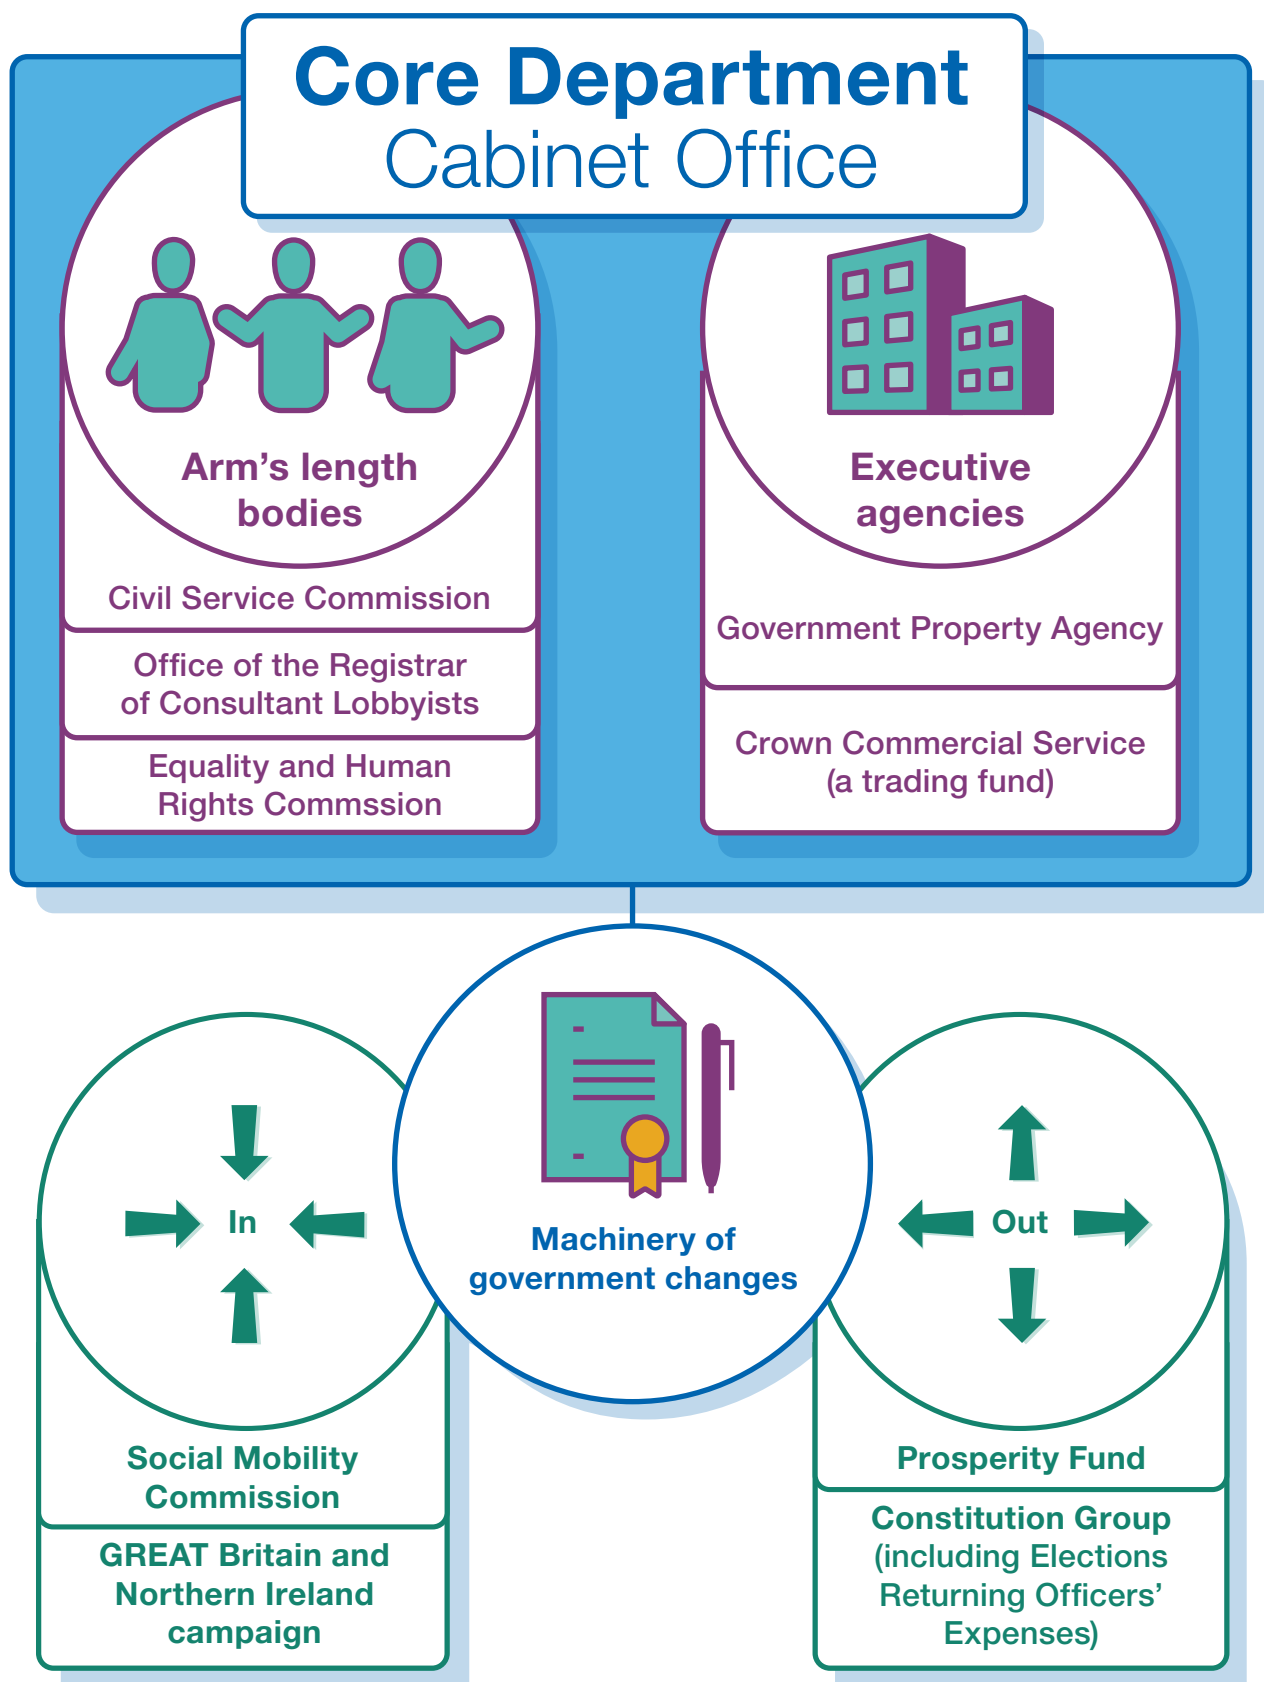 Core Department
Cabinet Office
Arm's length
bodies
Civil Service Commission
Office of the Registrar
of Consultant Lobbyists
Equality and Human
Rights Commssion
Executive
agencies
Government Property Agency
Crown Commercial Service
(a trading fund)
Machinery of
government changes
In
Social Mobility
Commission
GREAT Britain and
Northern Ireland
campaign
Out
Prosperity Fund
Constitution Group
(including Elections
Returning Officers'
Expenses)